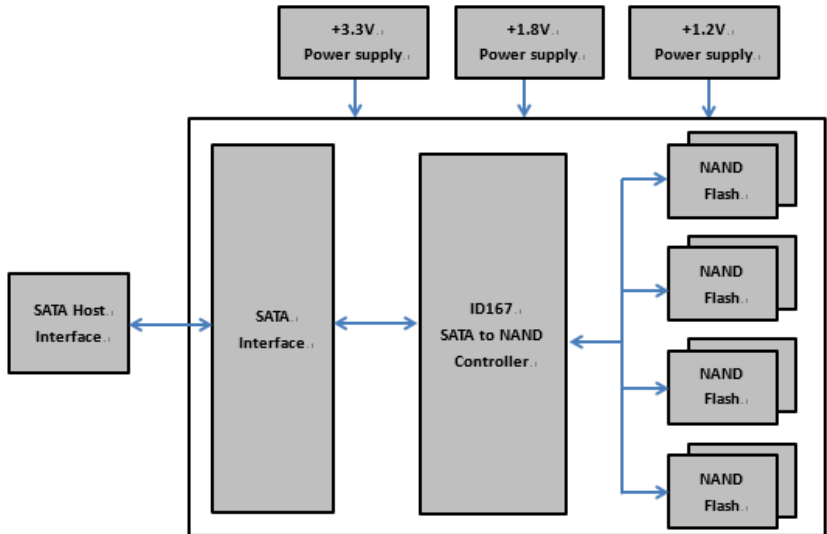 +3.3V
Power supply
+1.8V
Power supply
+1.2V
Power supply
NAND
Flash
NAND
Flash
SATA Host
Interface
SATA
Interface
ID167
SATA to NAND
Controller
NAND
Flash
NAND
Flash